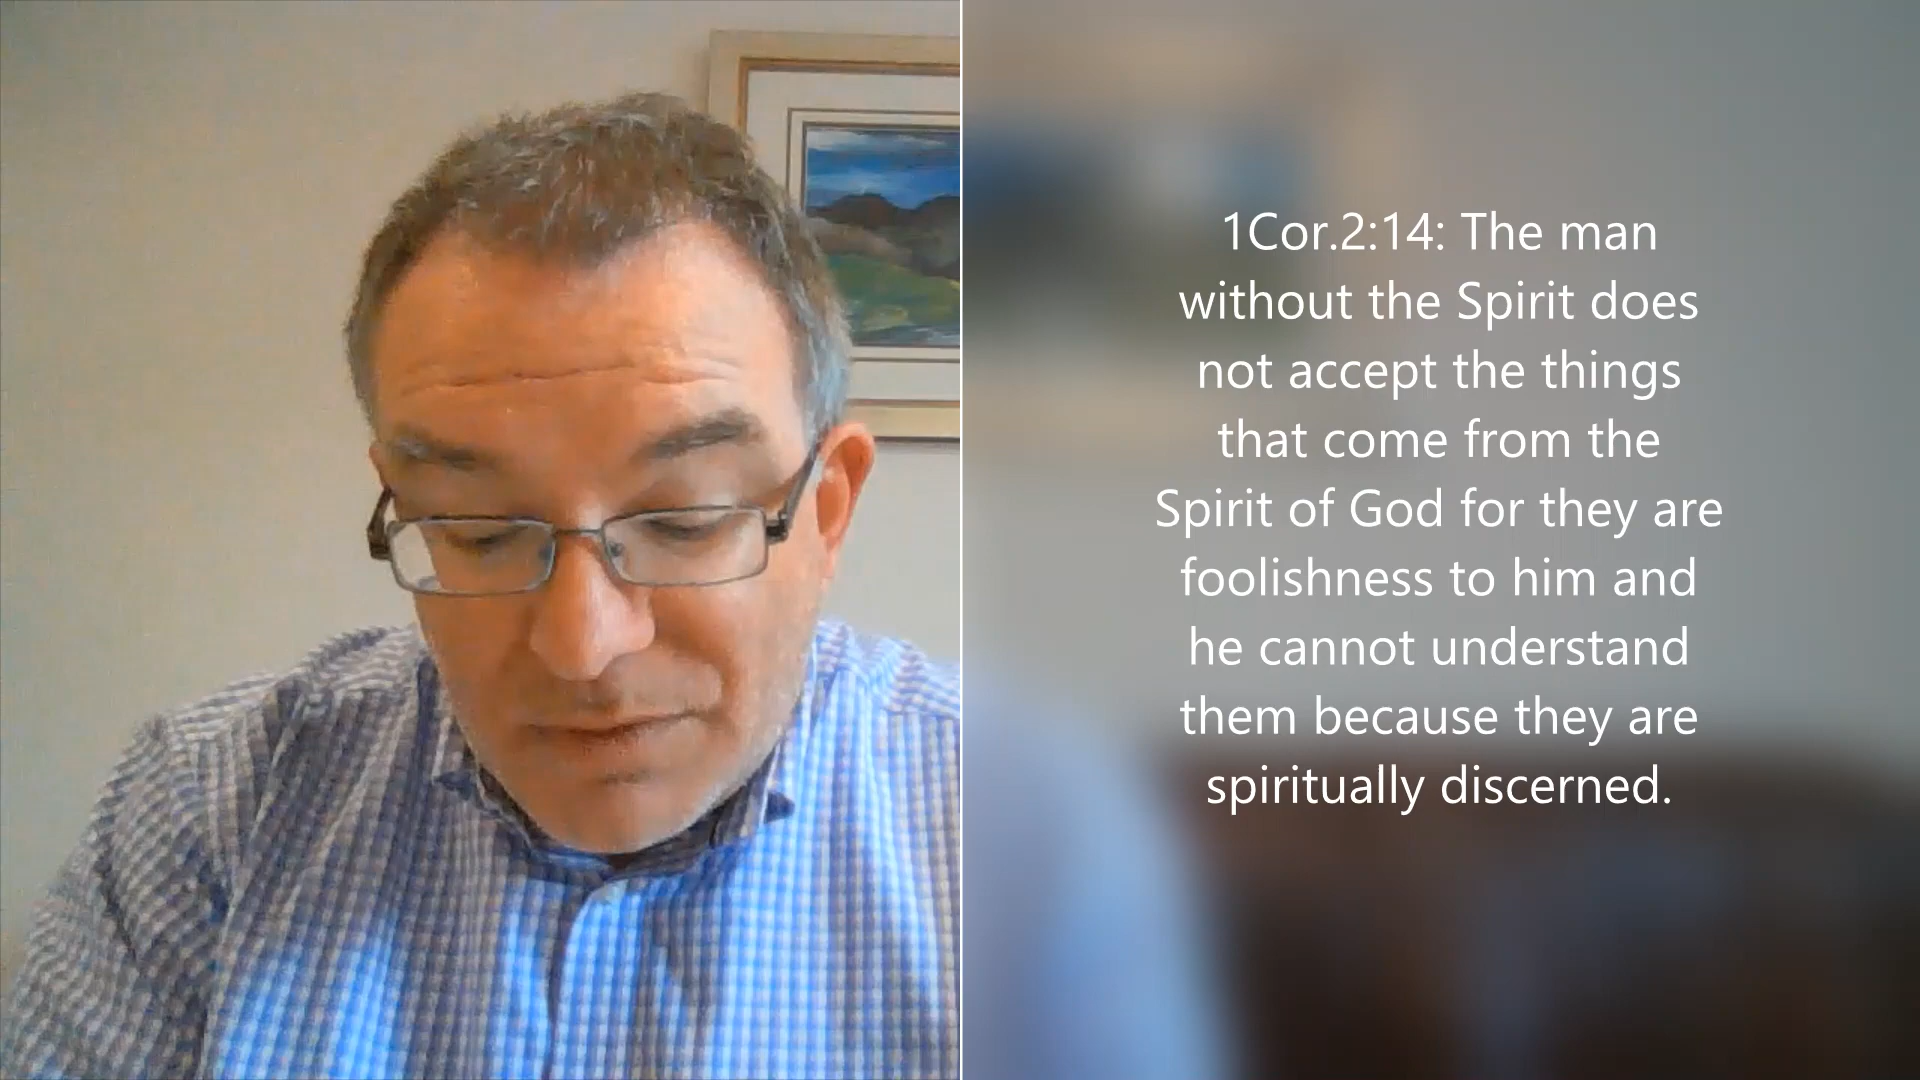 1Cor.2:14: The man
without the Spirit does
not accept the things
that come from the
Spirit of God for they are
foolishness to him and
he cannot understand
them because they are
spiritually discerned.